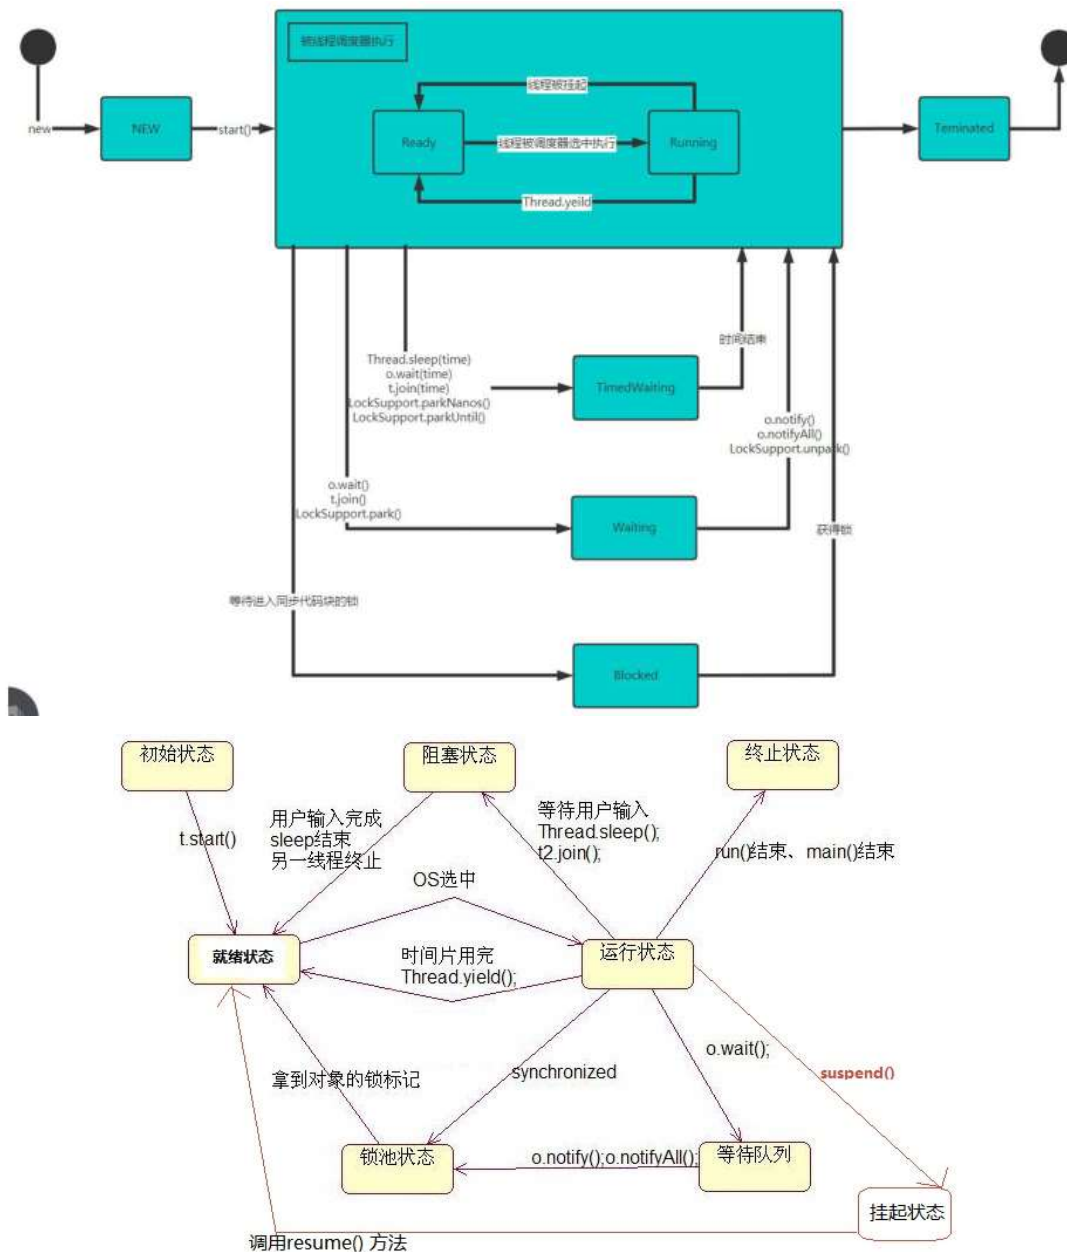 被线程调度器执行
线程被挂起
new
NEW
start()
Ready
线程被调度器选中执行
Running
Teminated
Thread.yeild
时间结束
Thread.sleep(time)
o.wait(time)
t.join(time)
LockSupport.parkNanos()
LockSupport.parkUntil()
TimedWaiting
o.notify()
o.notifyAll()
LockSupport.unpark()
o.wait()
t.join()
LockSupport.park()
Waiting
获得锁
等待进入同步代码块的锁
Blocked
初始状态
阻塞状态
终止状态
t.start()
用户输入完成
sleep结束
另一线程终止
等待用户输入
Thread.sleep();
t2.join();
run()结束、main()结束
OS选中
就绪状态
时间片用完
Thread.yield();
运行状态
o.wait();
拿到对象的锁标记
synchronized
suspend()
锁池状态
o.notify();o.notifyAll();
等待队列
挂起状态
调用resume() 方法